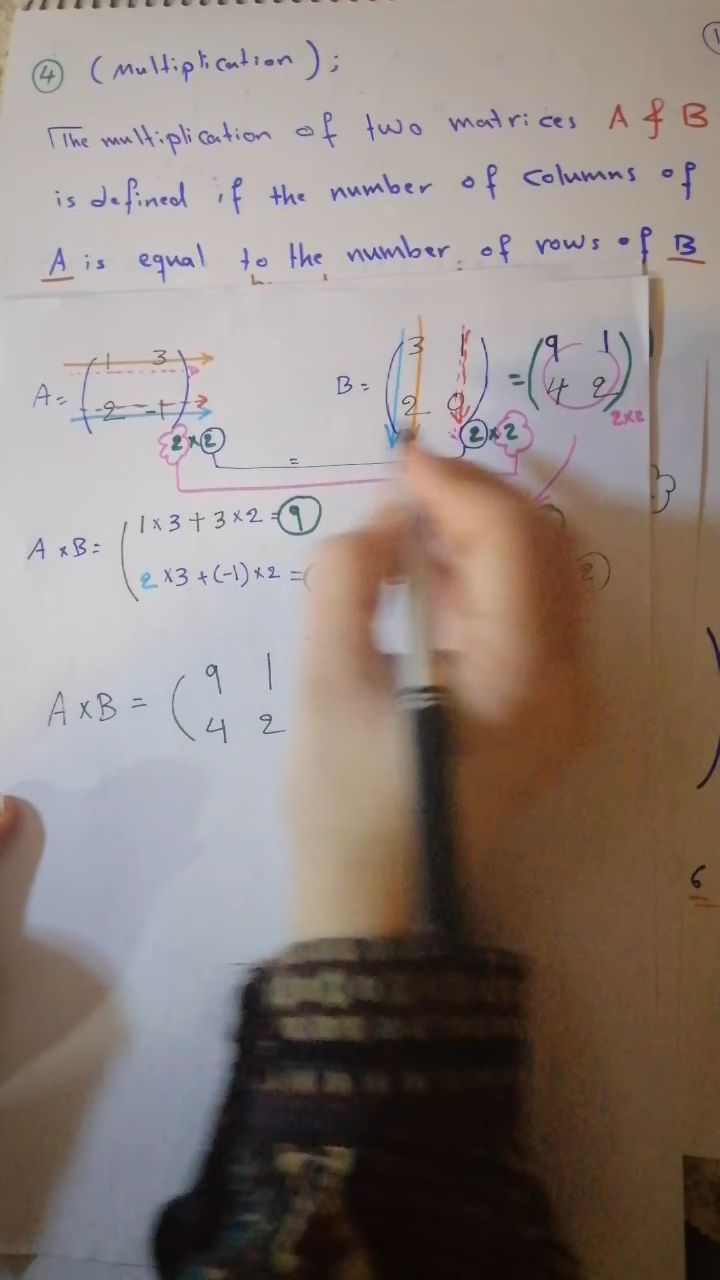 ④ (Multiplication);
The multiplication of two matrices A & B
is defined if the number of columns of
A is equal to the number of rows of B
A = ( 1 3 B = ( 3 1 ) = ( 9 1 )
2 -1 ) 2 0 ) 4 2 )
2×2 = 2×2 2×2
A×B = ( 1×3+3×2=9
2×3+(-1)×2=
A×B = ( 9 1
4 2
6